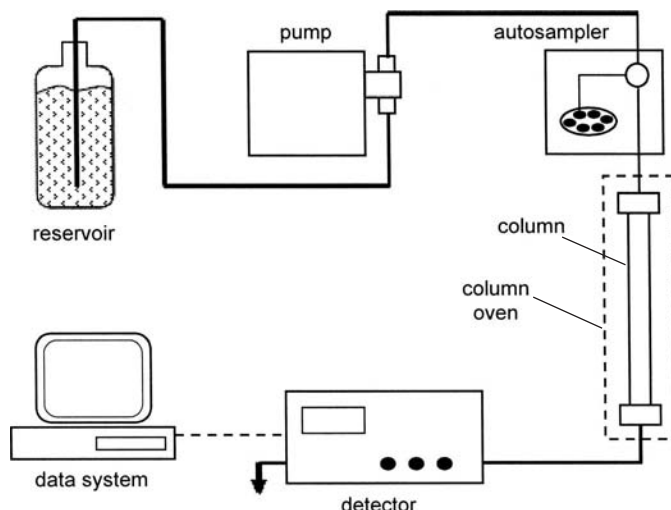 pump
autosampler
reservoir
column
column
oven
data system
detector